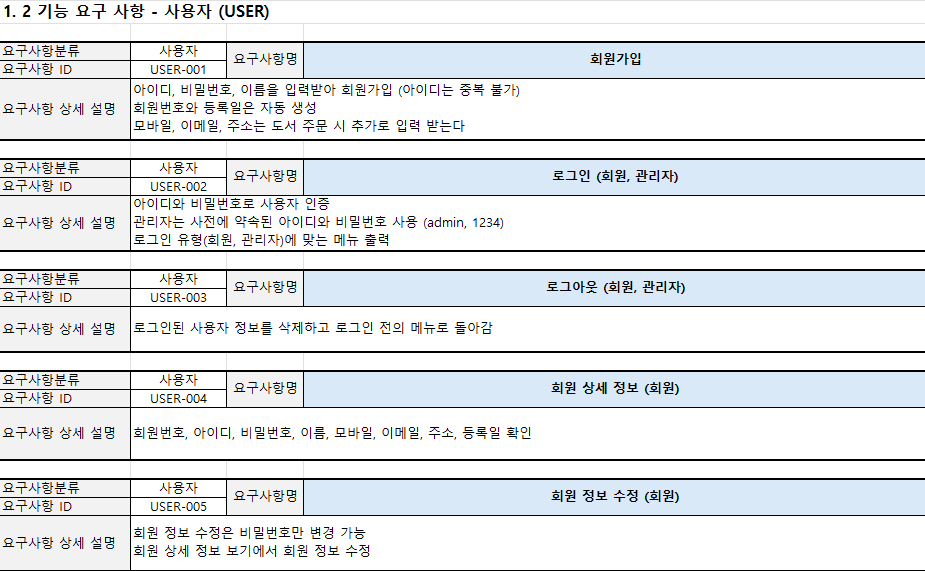 1. 2 기능 요구 사항 - 사용자 (USER)
요구사항분류 사용자 요구사항명 회원가입
요구사항 ID USER-001
요구사항 상세 설명
아이디, 비밀번호, 이름을 입력받아 회원가입 (아이디는 중복 불가)
회원번호와 등록일은 자동 생성
모바일, 이메일, 주소는 도서 주문 시 추가로 입력 받는다
요구사항분류 사용자 요구사항명 로그인 (회원, 관리자)
요구사항 ID USER-002
요구사항 상세 설명
아이디와 비밀번호로 사용자 인증
관리자는 사전에 약속된 아이디와 비밀번호 사용 (admin, 1234)
로그인 유형(회원, 관리자)에 맞는 메뉴 출력
요구사항분류 사용자 요구사항명 로그아웃 (회원, 관리자)
요구사항 ID USER-003
요구사항 상세 설명 로그인된 사용자 정보를 삭제하고 로그인 전의 메뉴로 돌아감
요구사항분류 사용자 요구사항명 회원 상세 정보 (회원)
요구사항 ID USER-004
요구사항 상세 설명 회원번호, 아이디, 비밀번호, 이름, 모바일, 이메일, 주소, 등록일 확인
요구사항분류 사용자 요구사항명 회원 정보 수정 (회원)
요구사항 ID USER-005
요구사항 상세 설명
회원 정보 수정은 비밀번호만 변경 가능
회원 상세 정보 보기에서 회원 정보 수정